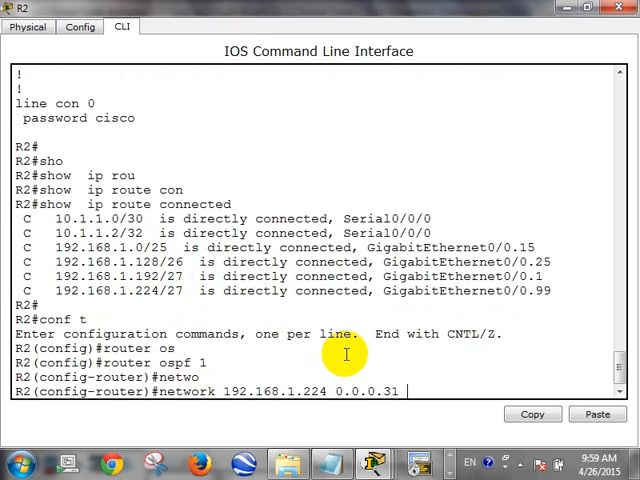 R2
Physical Config CLI
IOS Command Line Interface
!
!
line con 0
password cisco
R2#
R2#sho
R2#show ip rou
R2#show ip route con
R2#show ip route connected
C 10.1.1.0/30 is directly connected, Serial0/0/0
C 10.1.1.2/32 is directly connected, Serial0/0/0
C 192.168.1.0/25 is directly connected, GigabitEthernet0/0.15
C 192.168.1.128/26 is directly connected, GigabitEthernet0/0.25
C 192.168.1.192/27 is directly connected, GigabitEthernet0/0.1
C 192.168.1.224/27 is directly connected, GigabitEthernet0/0.99
R2#
R2#conf t
Enter configuration commands, one per line. End with CNTL/Z.
R2(config)#router os
R2(config)#router ospf 1
R2(config-router)#netwo
R2(config-router)#network 192.168.1.224 0.0.0.31
Copy Paste
EN
9:59 AM
4/26/2015